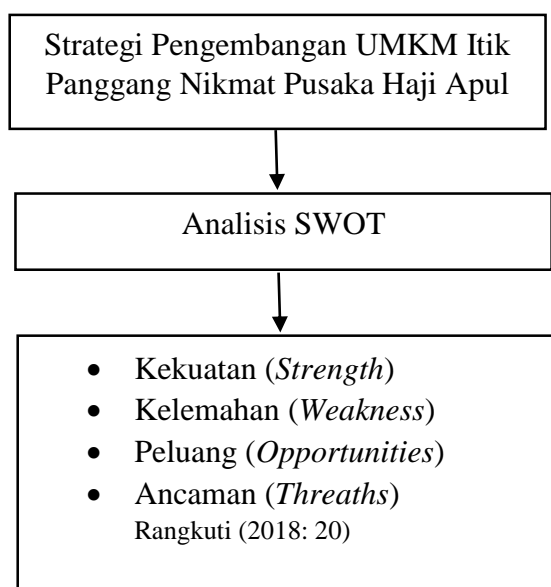 Strategi Pengembangan UMKM Itik
Panggang Nikmat Pusaka Haji Apul
Analisis SWOT
• Kekuatan (Strength)
• Kelemahan (Weakness)
• Peluang (Opportunities)
• Ancaman (Threaths)
Rangkuti (2018: 20)